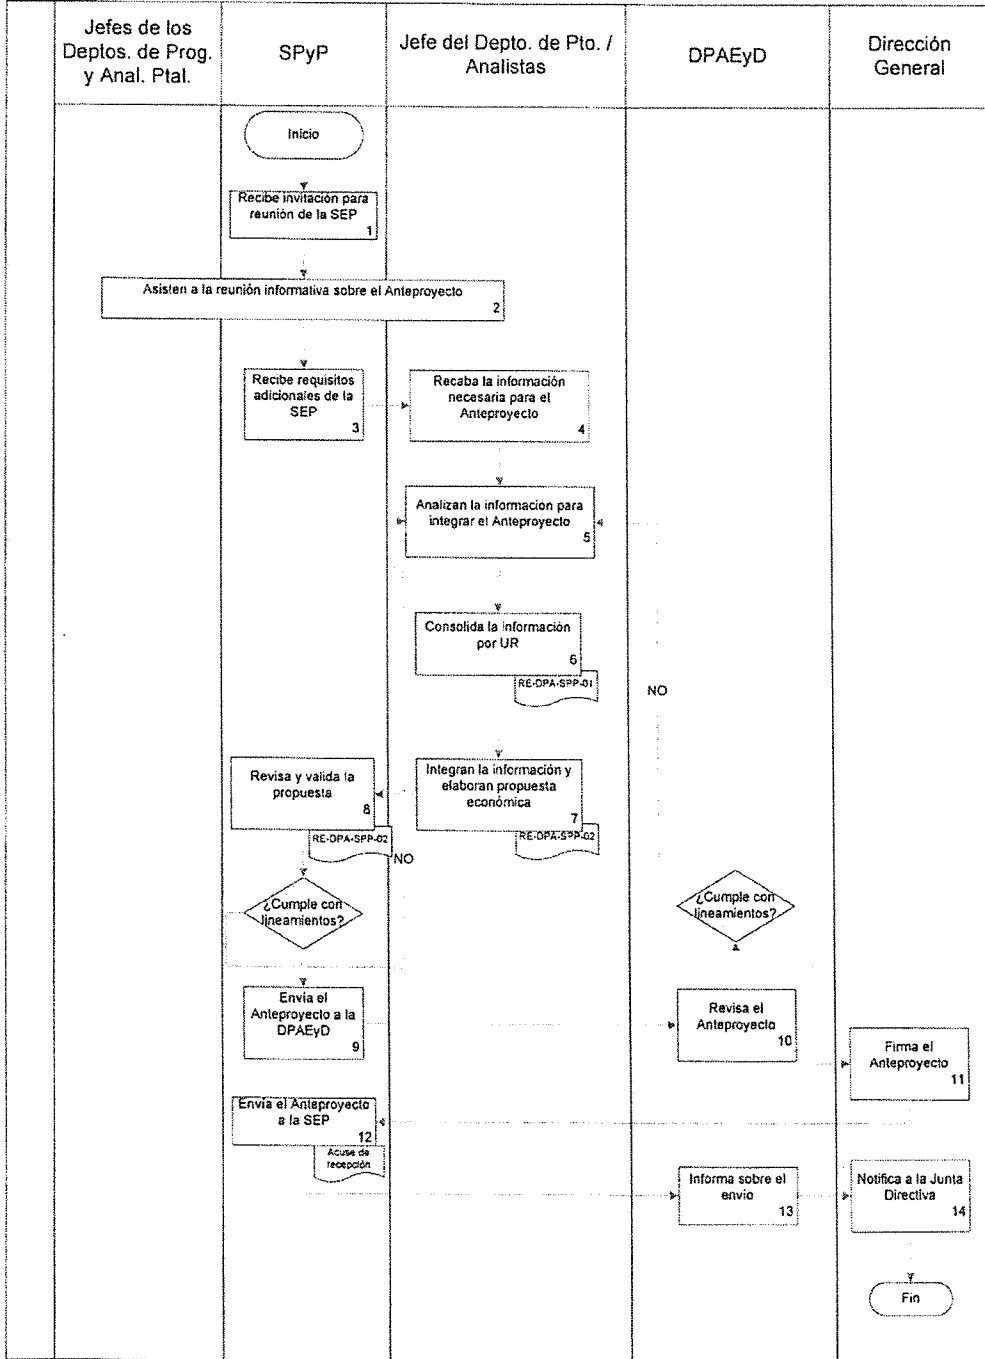 Jefes de los
Deptos. de Prog.
y Anal. Ptal.
SPyP
Jefe del Depto. de Pto. /
Analistas
DPAEyD
Dirección
General
Inicio
Recibe invitación para
reunión de la SEP
1
Asisten a la reunión informativa sobre el Anteproyecto
2
Recibe requisitos
adicionales de la
SEP
3
Recaba la información
necesaria para el
Anteproyecto
4
Analizan la información para
integrar el Anteproyecto
5
Consolida la información
por UR
6
RE-DPA-SPP-01
NO
Integran la información y
elaboran propuesta
económica
7
RE-DPA-SPP-02
Revisa y valida la
propuesta
8
RE-DPA-SPP-02
NO
¿Cumple con
lineamientos?
¿Cumple con
lineamientos?
Envía el
Anteproyecto a la
DPAEyD
9
Revisa el
Anteproyecto
10
Firma el
Anteproyecto
11
Envía el Anteproyecto
a la SEP
12
Acuse de
recepción
Informa sobre el
envio
13
Notifica a la Junta
Directiva
14
Fin